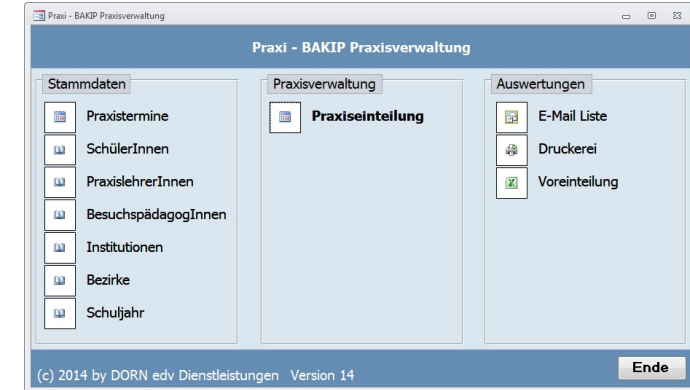 Praxi - BAKIP Praxisverwaltung
Praxi - BAKIP Praxisverwaltung
Stammdaten
Praxistermine
SchülerInnen
PraxislehrerInnen
BesuchspädagogInnen
Institutionen
Bezirke
Schuljahr
Praxisverwaltung
Praxiseinteilung
Auswertungen
E-Mail Liste
Druckerei
Voreinteilung
(c) 2014 by DORN edv Dienstleistungen Version 14
Ende